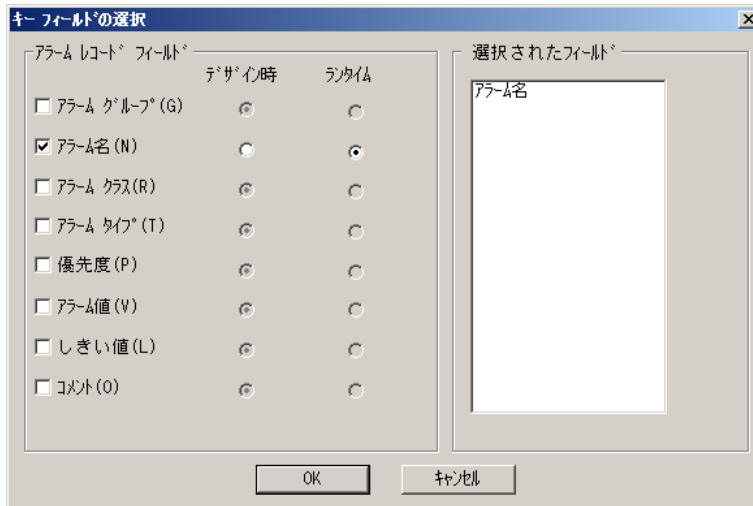 キー フィールドの選択
アラーム レコード フィールド
デザイン時 ランタイム
アラーム グループ(G)
アラーム名(N)
アラーム クラス(R)
アラーム タイプ(T)
優先度(P)
アラーム値(V)
しきい値(L)
コメント(O)
選択されたフィールド
アラーム名
OK キャンセル